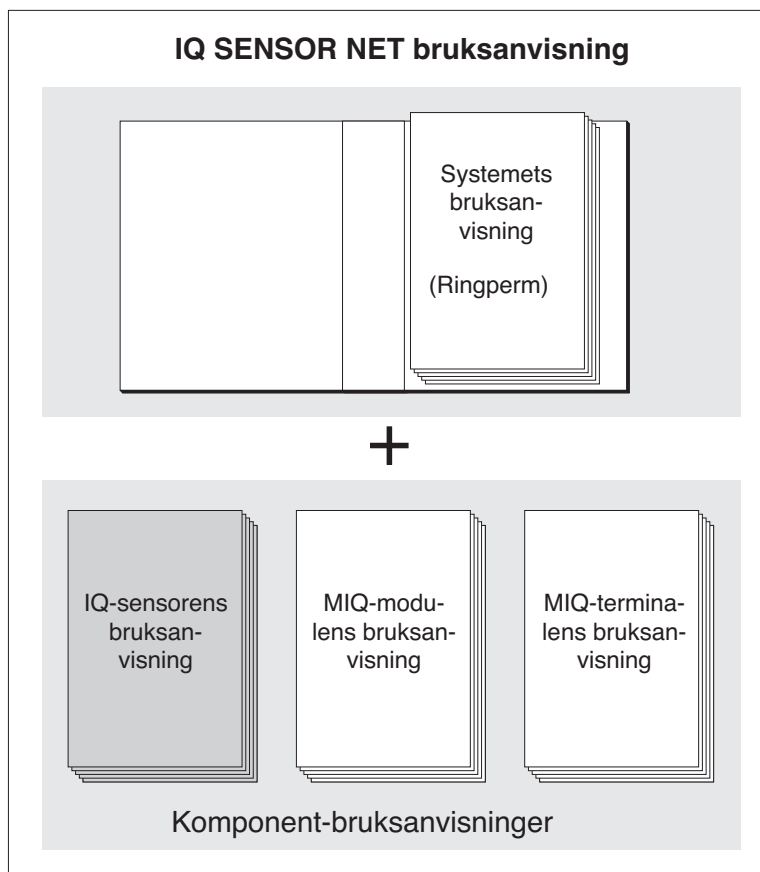 IQ SENSOR NET bruksanvisning
Systemets
bruksan-
visning
(Ringperm)
+
IQ-sensorens
bruksan-
visning
MIQ-modu-
lens bruksan-
visning
MIQ-termina-
lens bruksan-
visning
Komponent-bruksanvisninger